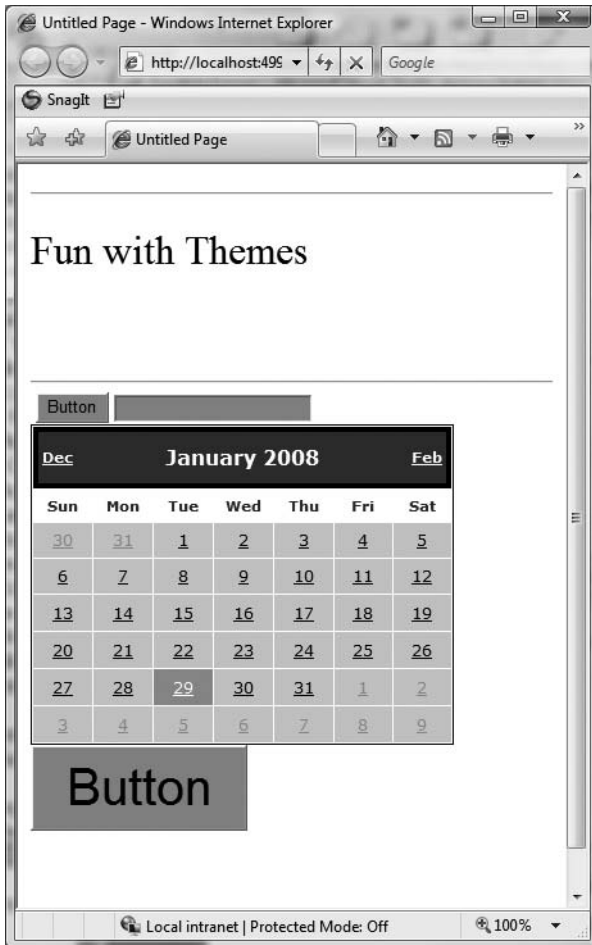 Untitled Page - Windows Internet Explorer
http://localhost:499
Google
SnagIt
Untitled Page
Fun with Themes
Button
Dec January 2008 Feb
Sun Mon Tue Wed Thu Fri Sat
30 31 1 2 3 4 5
6 7 8 9 10 11 12
13 14 15 16 17 18 19
20 21 22 23 24 25 26
27 28 29 30 31 1 2
3 4 5 6 7 8 9
Button
Local intranet | Protected Mode: Off 100%